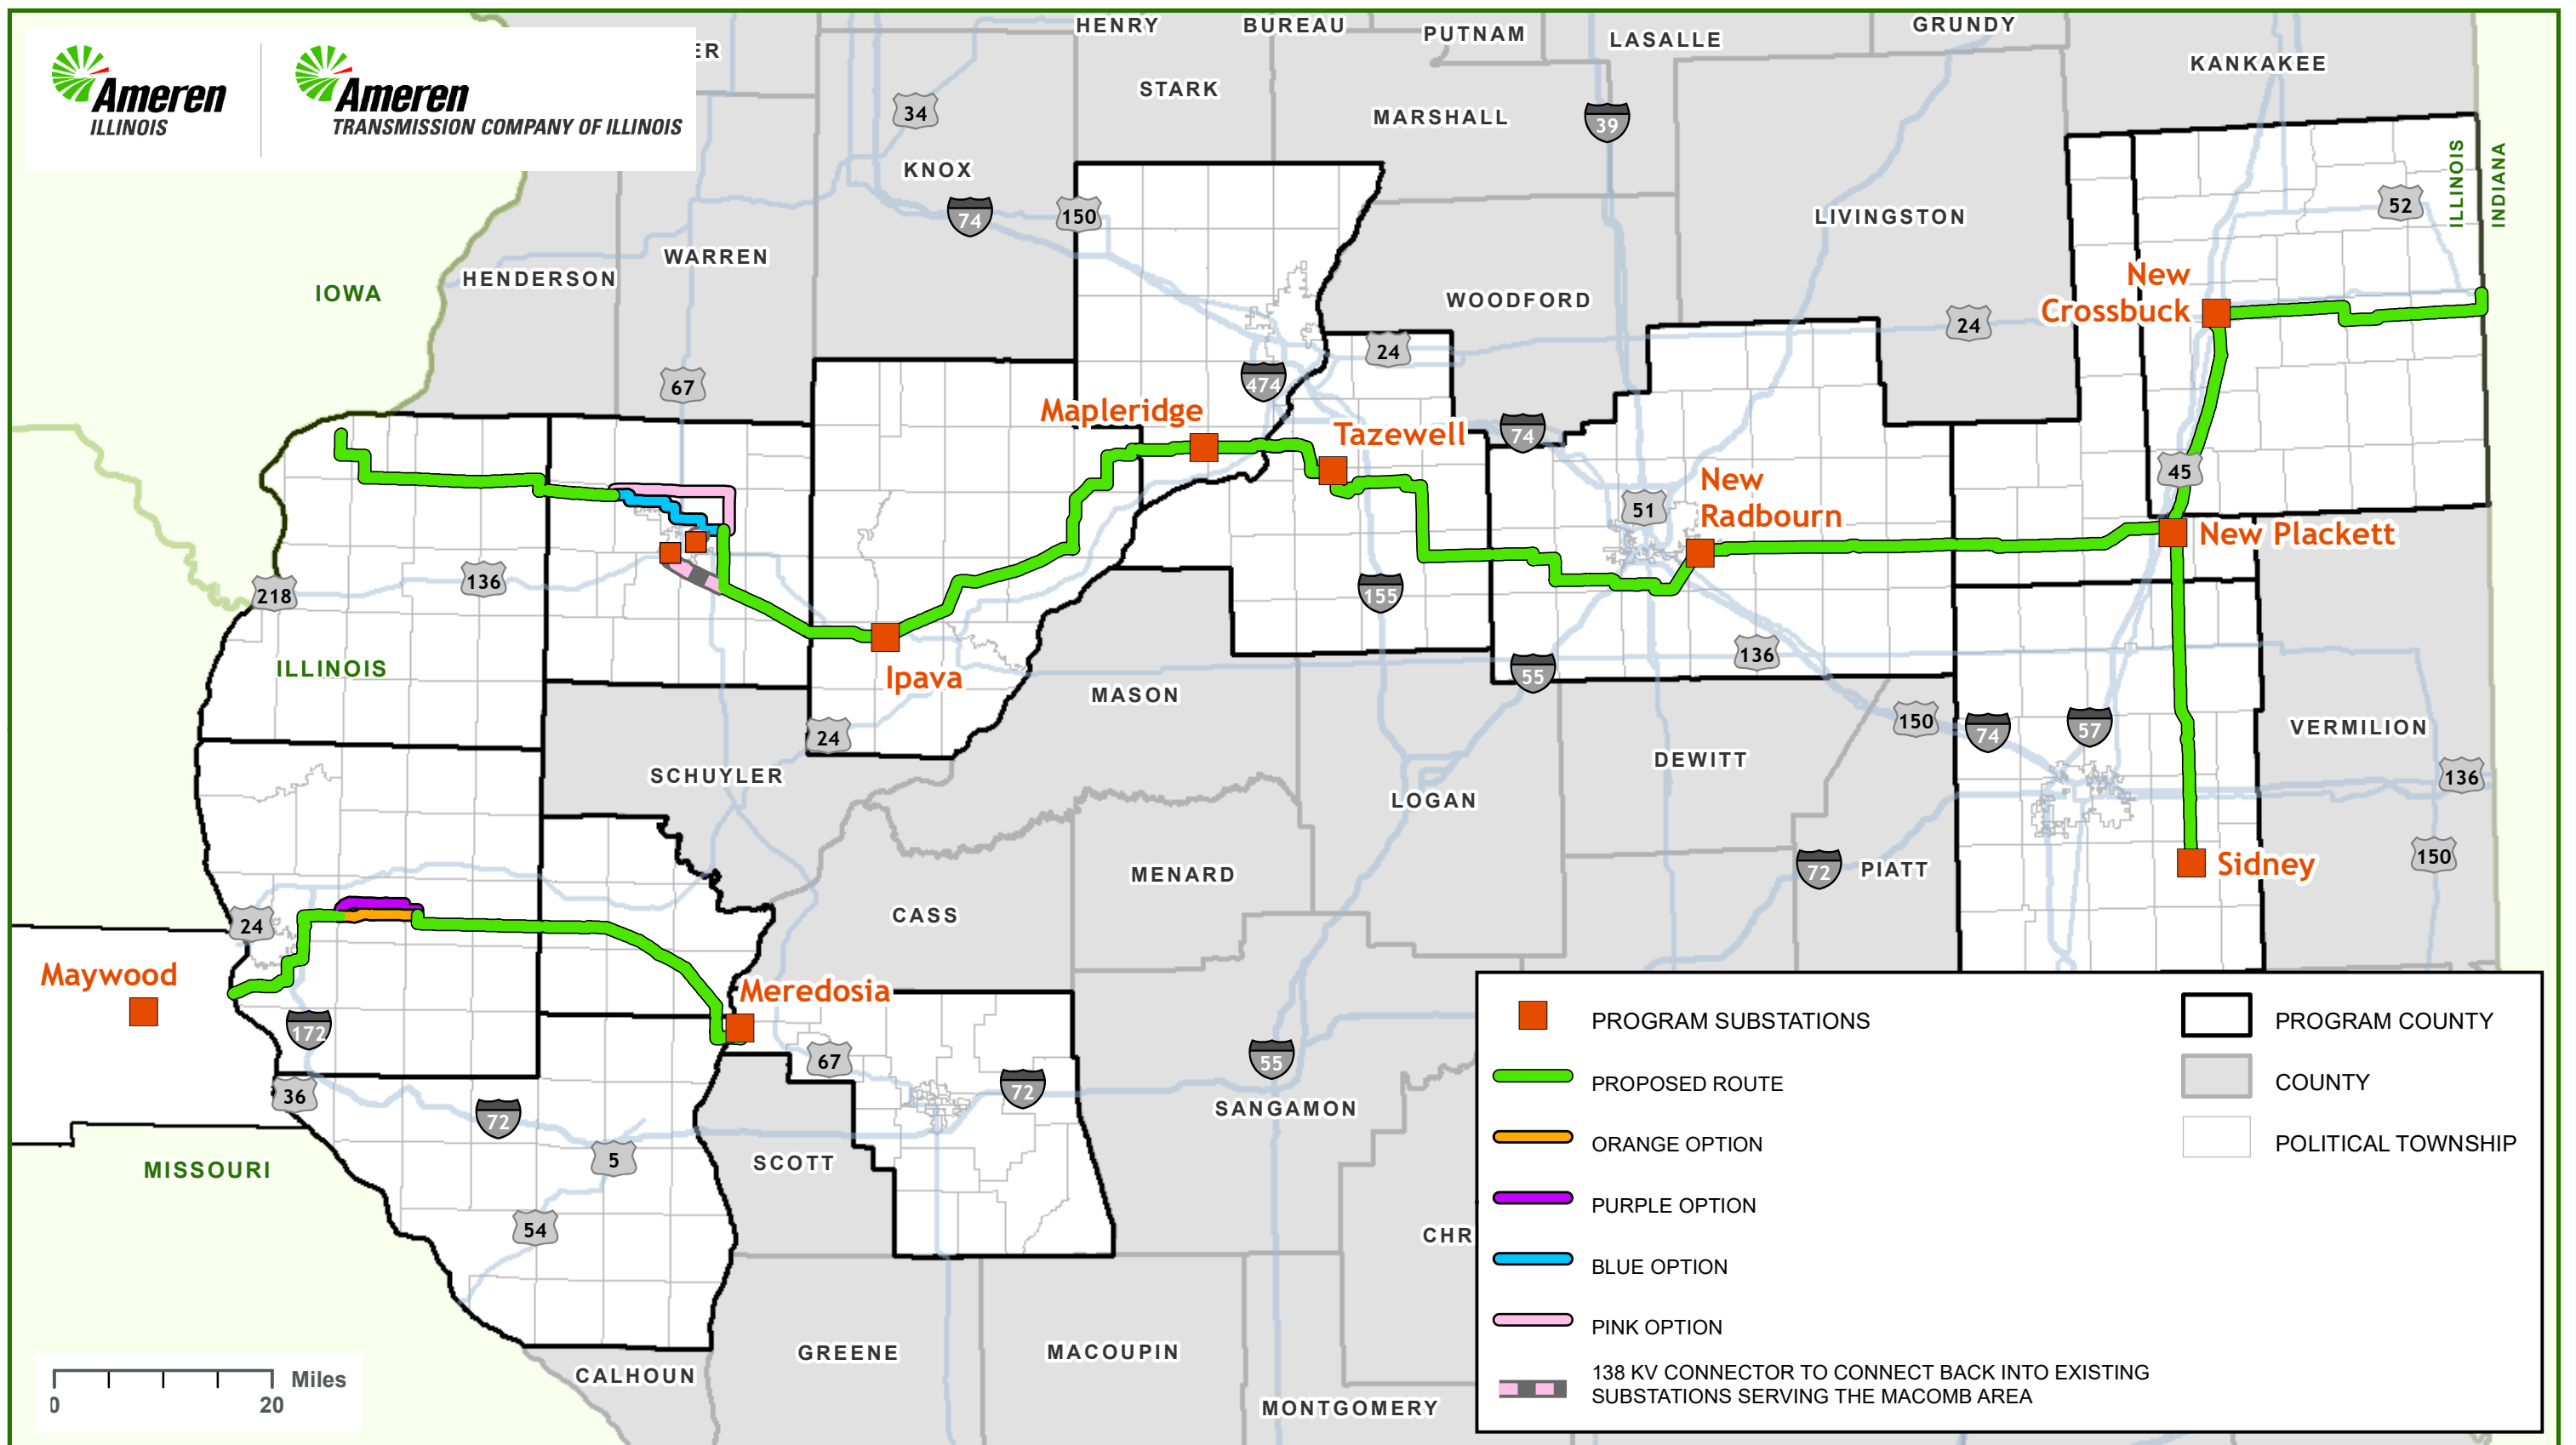 Ameren
ILLINOIS
Ameren
TRANSMISSION COMPANY OF ILLINOIS
HENRY
BUREAU
PUTNAM
LASALLE
GRUNDY
ER
KANKAKEE
STARK
MARSHALL
34
39
KNOX
ILLINOIS
INDIANA
74
150
52
LIVINGSTON
WARREN
HENDERSON
IOWA
WOODFORD
New
Crossbuck
24
24
67
474
Mapleridge
Tazewell
74
45
New
Radbourn
51
New Plackett
136
218
155
ILLINOIS
Ipava
MASON
136
55
24
150
74
57
VERMILION
SCHUYLER
DEWITT
136
LOGAN
MENARD
72
PIATT
150
Sidney
CASS
24
Maywood
Meredosia
172
67
55
36
72
72
SANGAMON
SCOTT
5
MISSOURI
54
CHR
GREENE
MACOUPIN
CALHOUN
MONTGOMERY
Miles
0
20
PROGRAM SUBSTATIONS
PROPOSED ROUTE
ORANGE OPTION
PURPLE OPTION
BLUE OPTION
PINK OPTION
138 KV CONNECTOR TO CONNECT BACK INTO EXISTING
SUBSTATIONS SERVING THE MACOMB AREA
PROGRAM COUNTY
COUNTY
POLITICAL TOWNSHIP